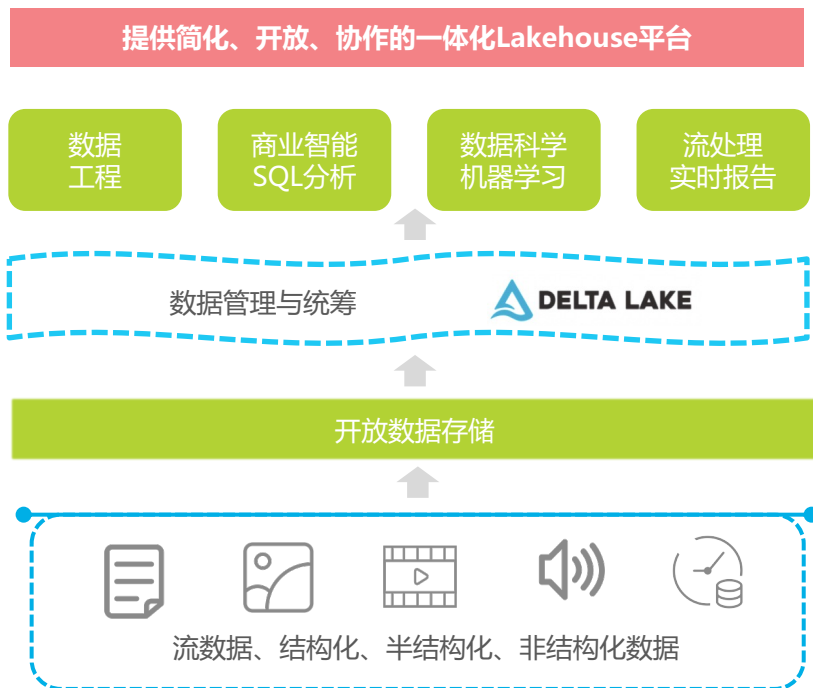 提供简化、开放、协作的一体化Lakehouse平台
数据
工程
商业智能
SQL分析
数据科学
机器学习
流处理
实时报告
数据管理与统筹
DELTA LAKE
开放数据存储
流数据、结构化、半结构化、非结构化数据